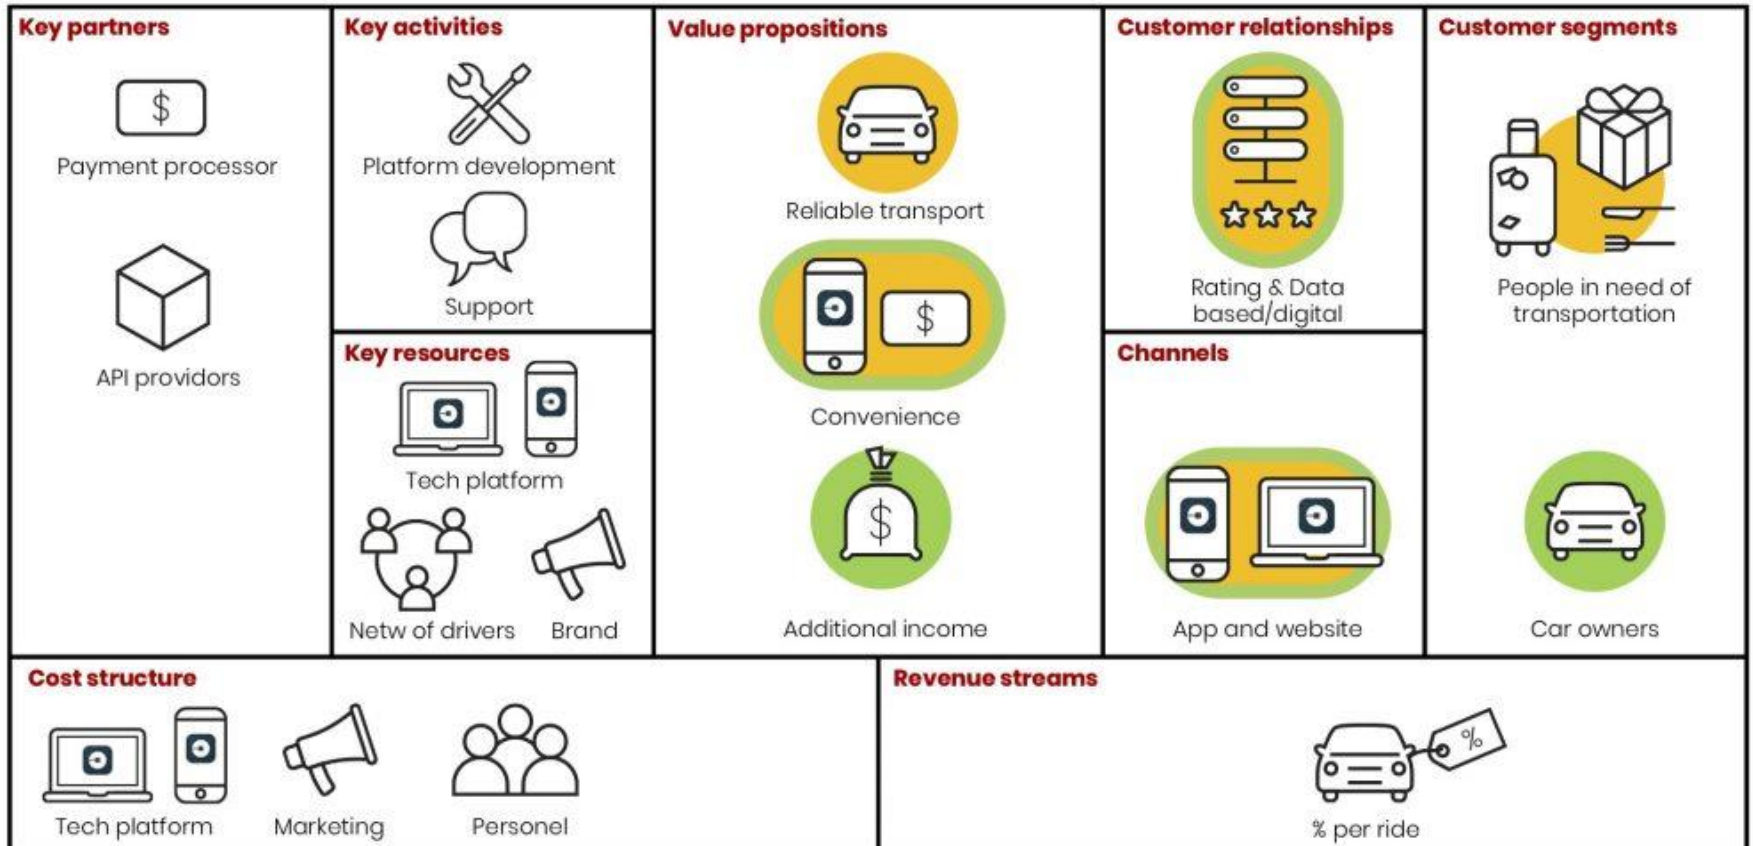 Key partners
$
Payment processor
API providors
Key activities
Platform development
Support
Key resources
Tech platform
Netw of drivers
Brand
Value propositions
Reliable transport
$
Convenience
$
Additional income
Customer relationships
Rating & Data
based/digital
Channels
App and website
Customer segments
People in need of
transportation
Car owners
Cost structure
Tech platform
Marketing
Personel
Revenue streams
%
% per ride